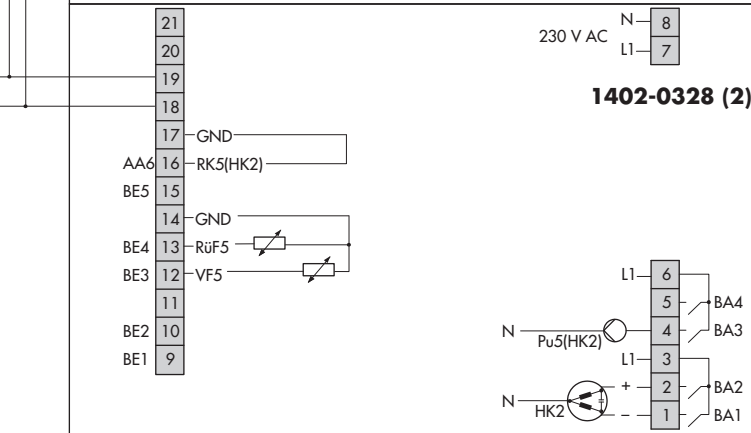 21
20
19
18
17 GND
AA6 16 RK5(HK2)
BE5 15
14 GND
BE4 13 RüF5
BE3 12 VF5
11
BE2 10
BE1 9
230 V AC
N 8
L1 7
1402-0328 (2)
L1 6
5 BA4
N Pu5(HK2) 4 BA3
L1 3
+ 2 BA2
N HK2
– 1 BA1